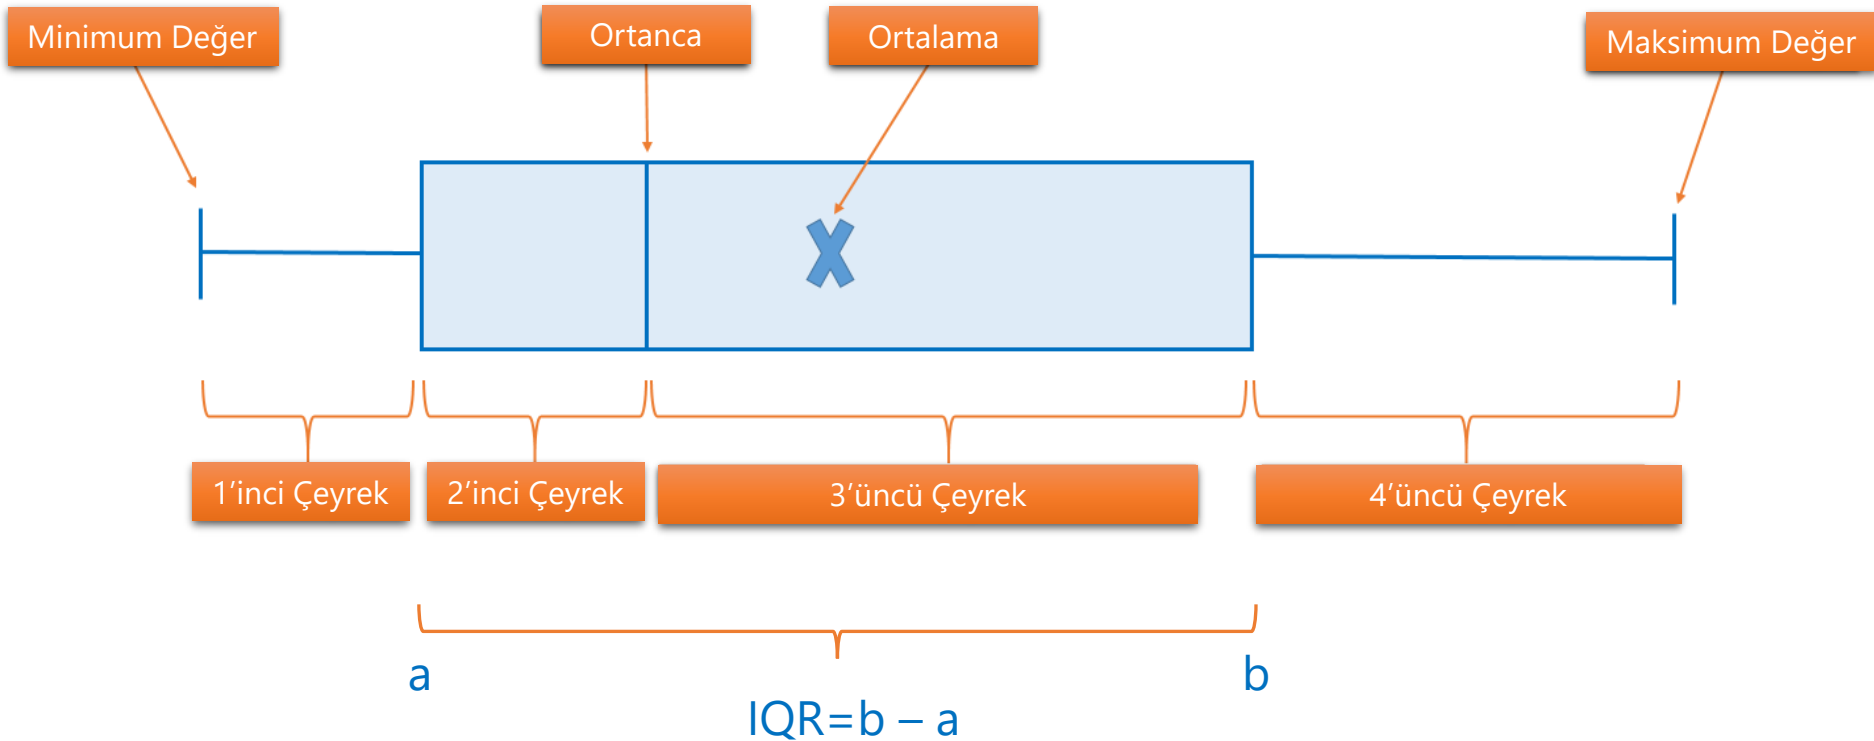 Minimum Değer
Ortanca
Ortalama
Maksimum Değer
1’inci Çeyrek
2’inci Çeyrek
3’üncü Çeyrek
4’üncü Çeyrek
a
b
IQR=b – a